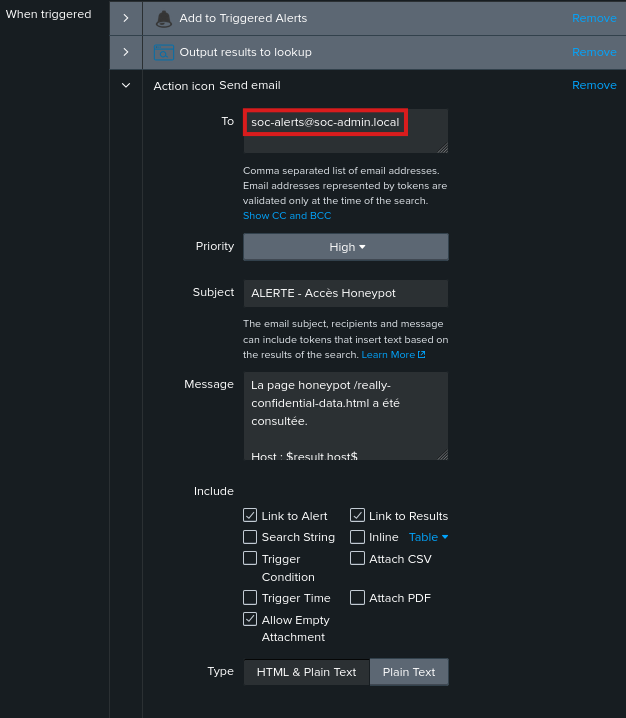 When triggered
Add to Triggered Alerts Remove
Output results to lookup Remove
Action icon Send email Remove
To soc-alerts@soc-admin.local
Comma separated list of email addresses.
Email addresses represented by tokens are
validated only at the time of the search.
Show CC and BCC
Priority High
Subject ALERTE - Accès Honeypot
The email subject, recipients and message
can include tokens that insert text based on
the results of the search. Learn More
Message La page honeypot /really-
confidential-data.html a été
consultée.
Host : $result.host$
Include
Link to Alert Link to Results
Search String Inline Table
Trigger Attach CSV
Condition
Trigger Time Attach PDF
Allow Empty
Attachment
Type HTML & Plain Text Plain Text